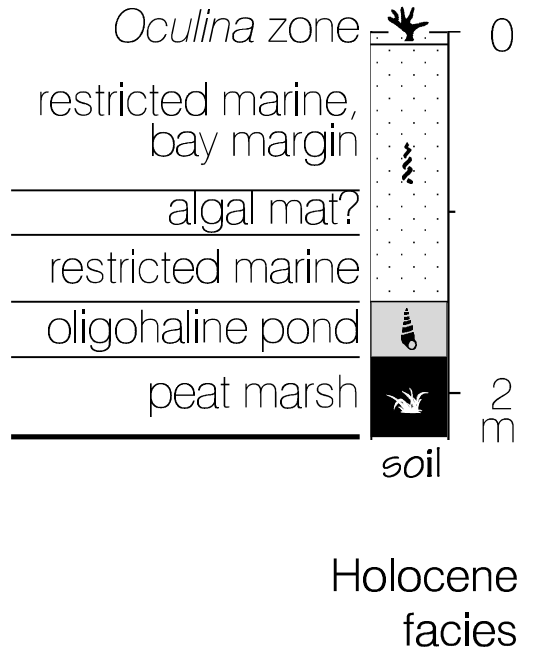 Oculina zone 0
restricted marine,
bay margin
algal mat?
restricted marine
oligohaline pond
peat marsh 2
m
soil
Holocene
facies